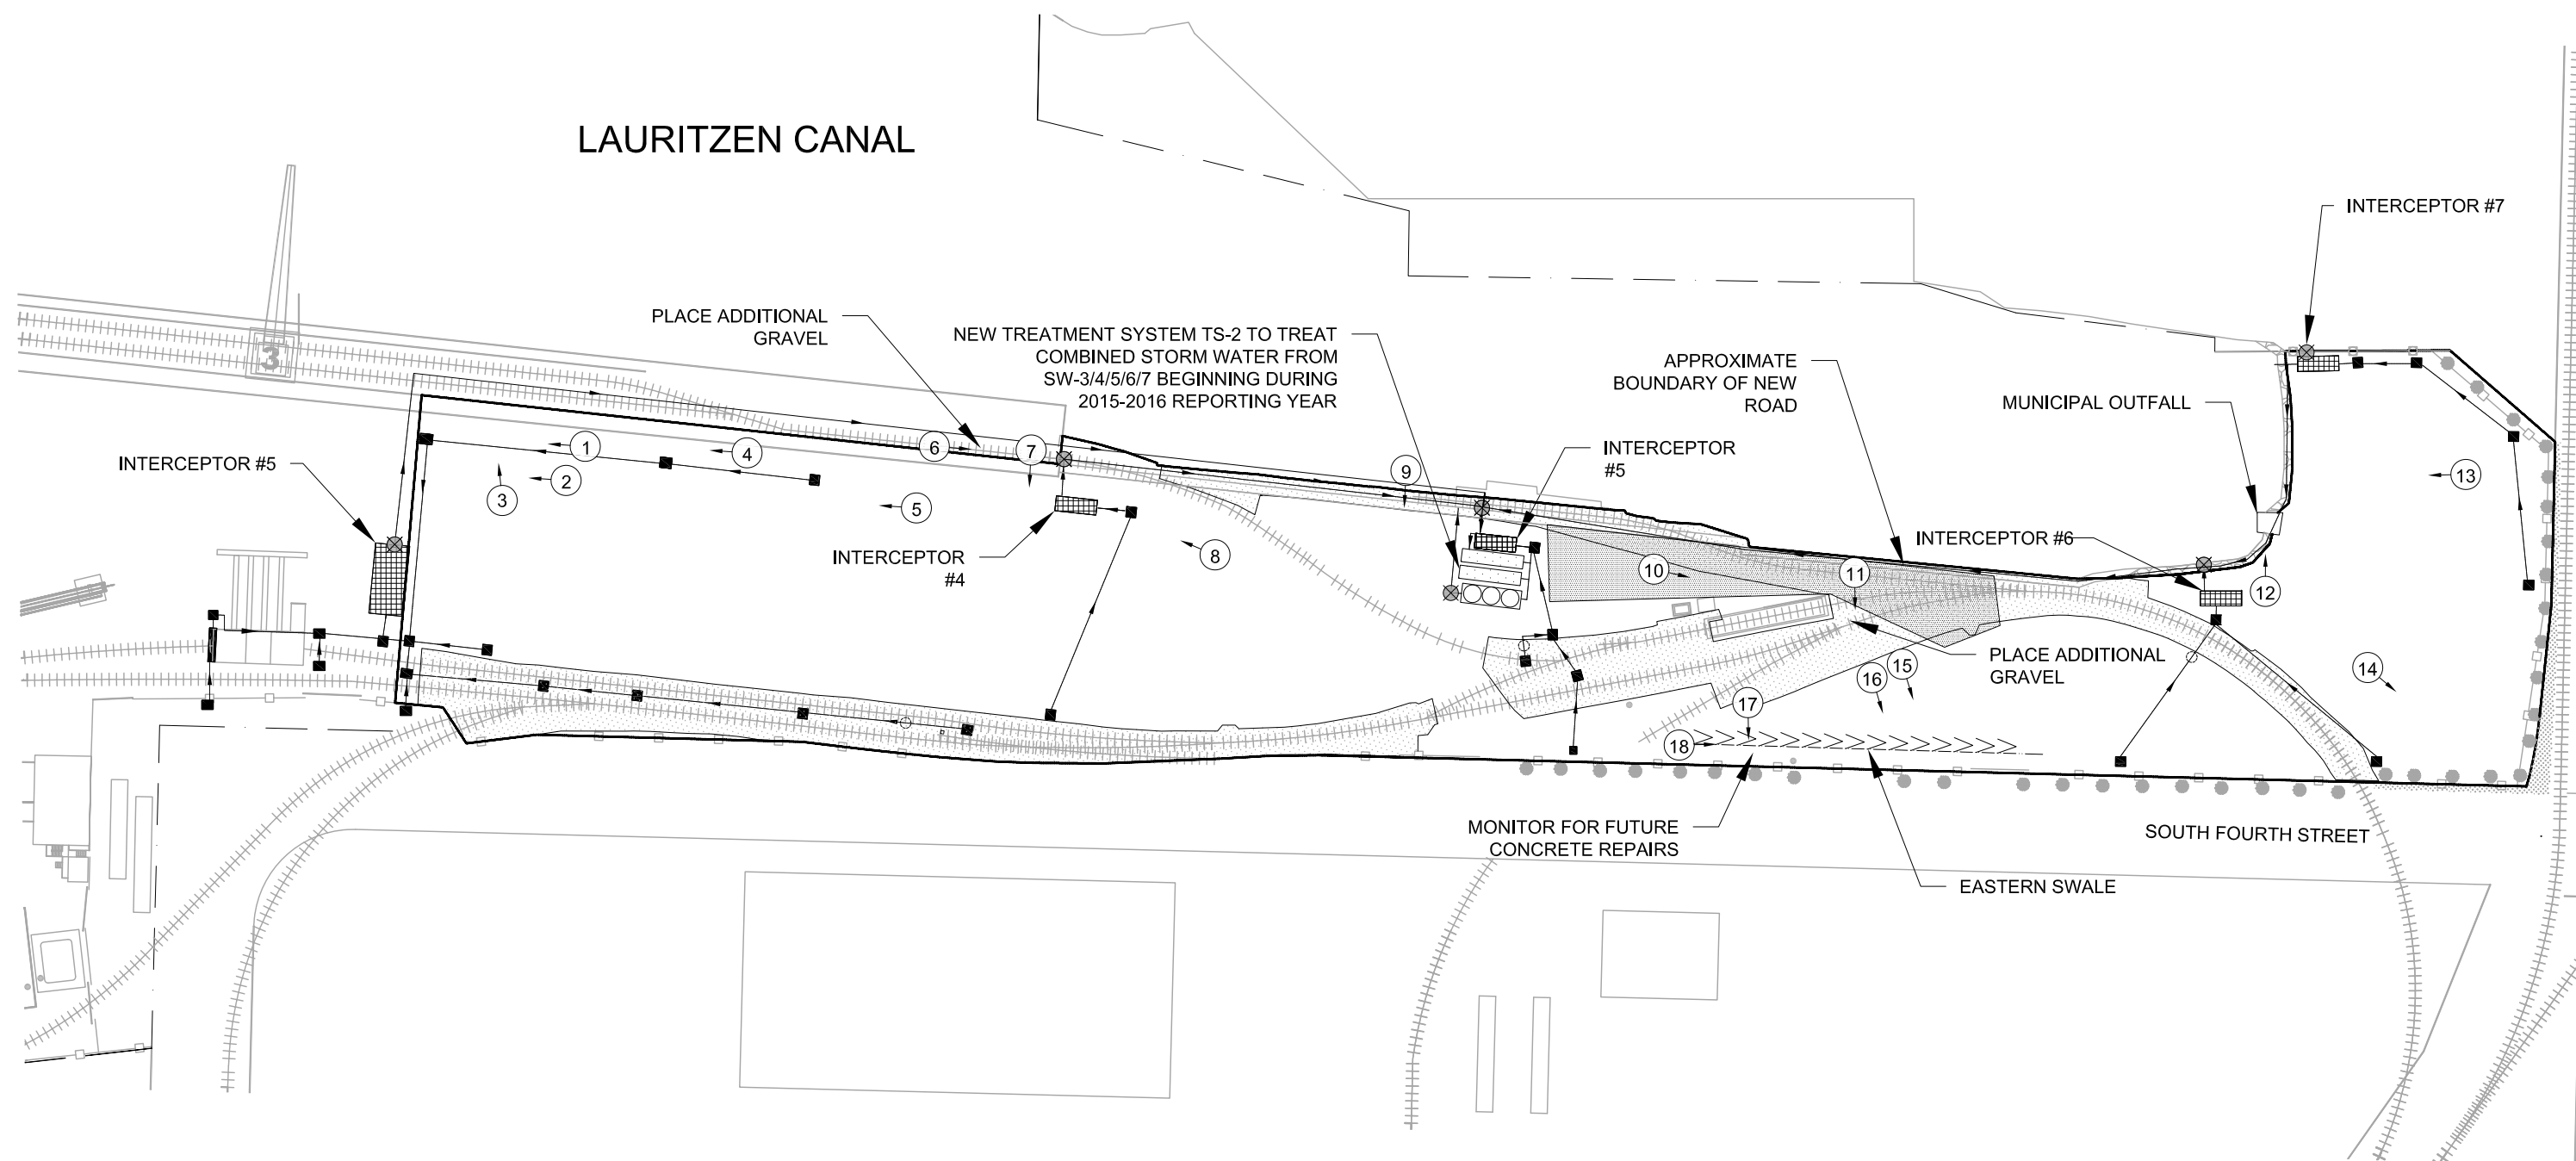 LAURITZEN CANAL
INTERCEPTOR #7
PLACE ADDITIONAL
GRAVEL
NEW TREATMENT SYSTEM TS-2 TO TREAT
COMBINED STORM WATER FROM
SW-3/4/5/6/7 BEGINNING DURING
2015-2016 REPORTING YEAR
APPROXIMATE
BOUNDARY OF NEW
ROAD
3
MUNICIPAL OUTFALL
INTERCEPTOR #5
INTERCEPTOR
#5
1
4
6
7
9
13
2
3
5
INTERCEPTOR
#4
8
INTERCEPTOR #6
10
11
12
PLACE ADDITIONAL
GRAVEL
14
15
16
17
18
MONITOR FOR FUTURE
CONCRETE REPAIRS
SOUTH FOURTH STREET
EASTERN SWALE